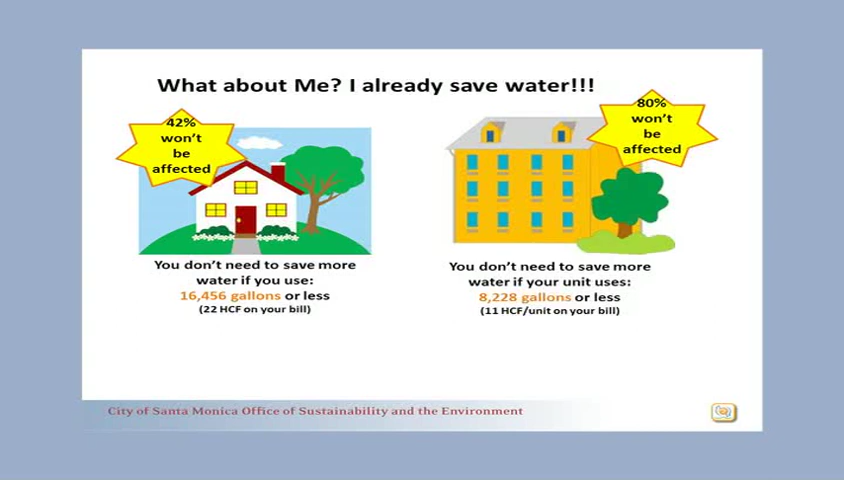 What about Me? I already save water!!!
42%
won't
be
affected
80%
won't
be
affected
You don't need to save more
water if you use:
16,456 gallons or less
(22 HCF on your bill)
You don't need to save more
water if your unit uses:
8,228 gallons or less
(11 HCF/unit on your bill)
City of Santa Monica Office of Sustainability and the Environment